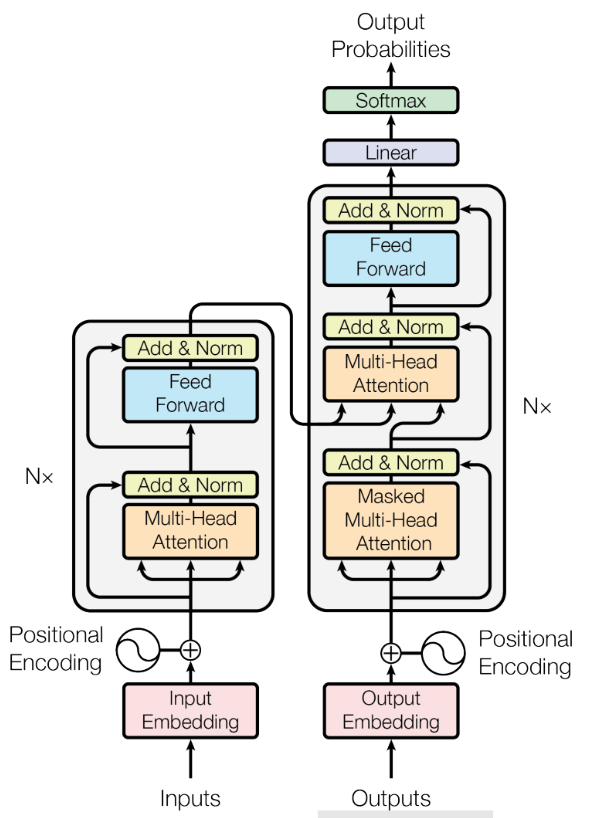 Output
Probabilities
Softmax
Linear
Add & Norm
Feed
Forward
Add & Norm
Multi-Head
Attention
Add & Norm
Masked
Multi-Head
Attention
N×
Positional
Encoding
Output
Embedding
Outputs
Add & Norm
Feed
Forward
Add & Norm
Multi-Head
Attention
N×
Positional
Encoding
Input
Embedding
Inputs